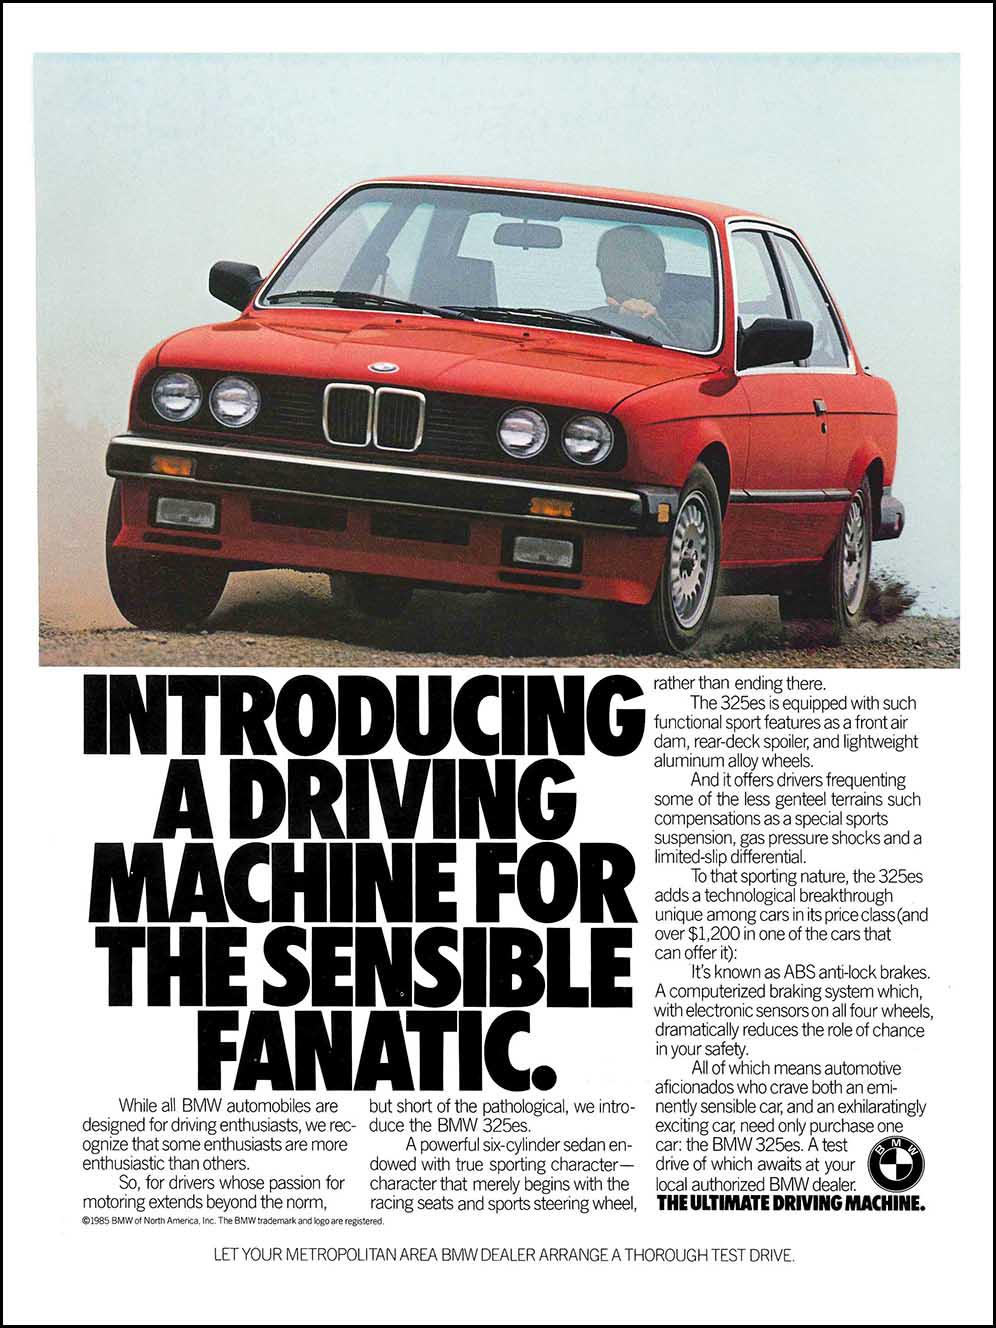 INTRODUCING
A DRIVING
MACHINE FOR
THE SENSIBLE
FANATIC.
While all BMW automobiles are
designed for driving enthusiasts, we rec-
ognize that some enthusiasts are more
enthusiastic than others.
So, for drivers whose passion for
motoring extends beyond the norm,
but short of the pathological, we intro-
duce the BMW 325es.
A powerful six-cylinder sedan en-
dowed with true sporting character—
character that merely begins with the
racing seats and sports steering wheel,
rather than ending there.
The 325es is equipped with such
functional sport features as a front air
dam, rear-deck spoiler, and lightweight
aluminum alloy wheels.
And it offers drivers frequenting
some of the less genteel terrains such
compensations as a special sports
suspension, gas pressure shocks and a
limited-slip differential.
To that sporting nature, the 325es
adds a technological breakthrough
unique among cars in its price class (and
over $1,200 in one of the cars that
can offer it):
It's known as ABS anti-lock brakes.
A computerized braking system which,
with electronic sensors on all four wheels,
dramatically reduces the role of chance
in your safety.
All of which means automotive
aficionados who crave both an emi-
nently sensible car, and an exhilaratingly
exciting car, need only purchase one
car: the BMW 325es. A test
drive of which awaits at your
local authorized BMW dealer.
BMW
THE ULTIMATE DRIVING MACHINE.
©1985 BMW of North America, Inc. The BMW trademark and logo are registered.
LET YOUR METROPOLITAN AREA BMW DEALER ARRANGE A THOROUGH TEST DRIVE.